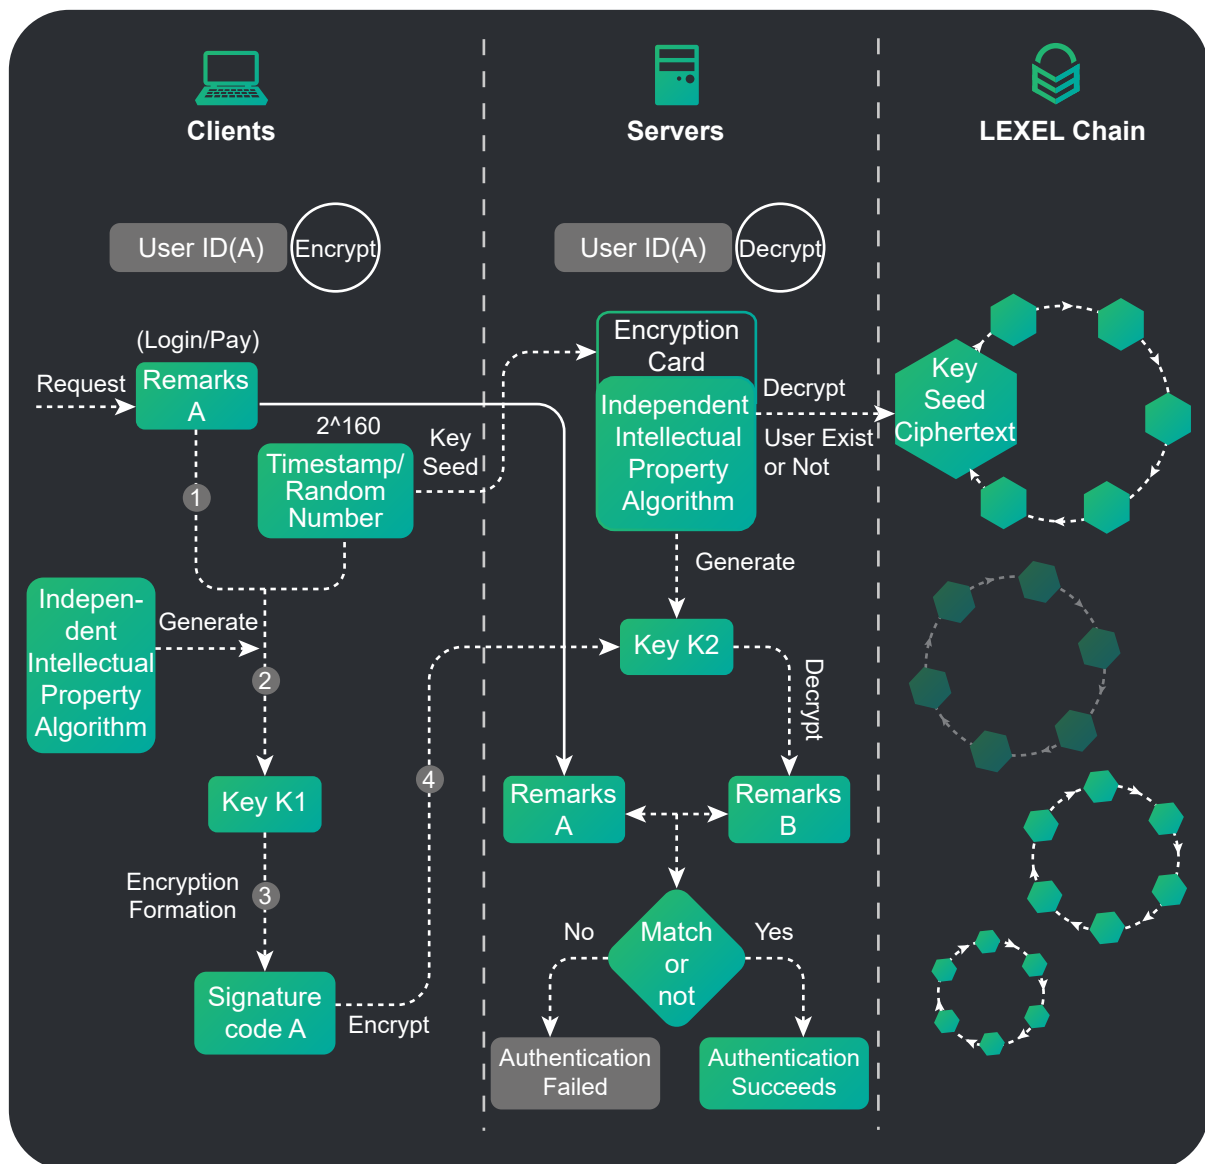 Clients
Servers
LEXEL Chain
User ID(A)
Encrypt
User ID(A)
Decrypt
(Login/Pay)
Request
Remarks
A
2^160
Timestamp/
Random
Number
Key
Seed
1
Indepen-
dent
Intellectual
Property
Algorithm
Generate
2
Key K1
Encryption
Formation
3
Signature
code A
Encrypt
4
Encryption
Card
Independent
Intellectual
Property
Algorithm
Decrypt
User Exist
or Not
Generate
Key K2
Decrypt
Remarks
A
Remarks
B
Match
or
not
No
Yes
Authentication
Failed
Authentication
Succeeds
Key
Seed
Ciphertext